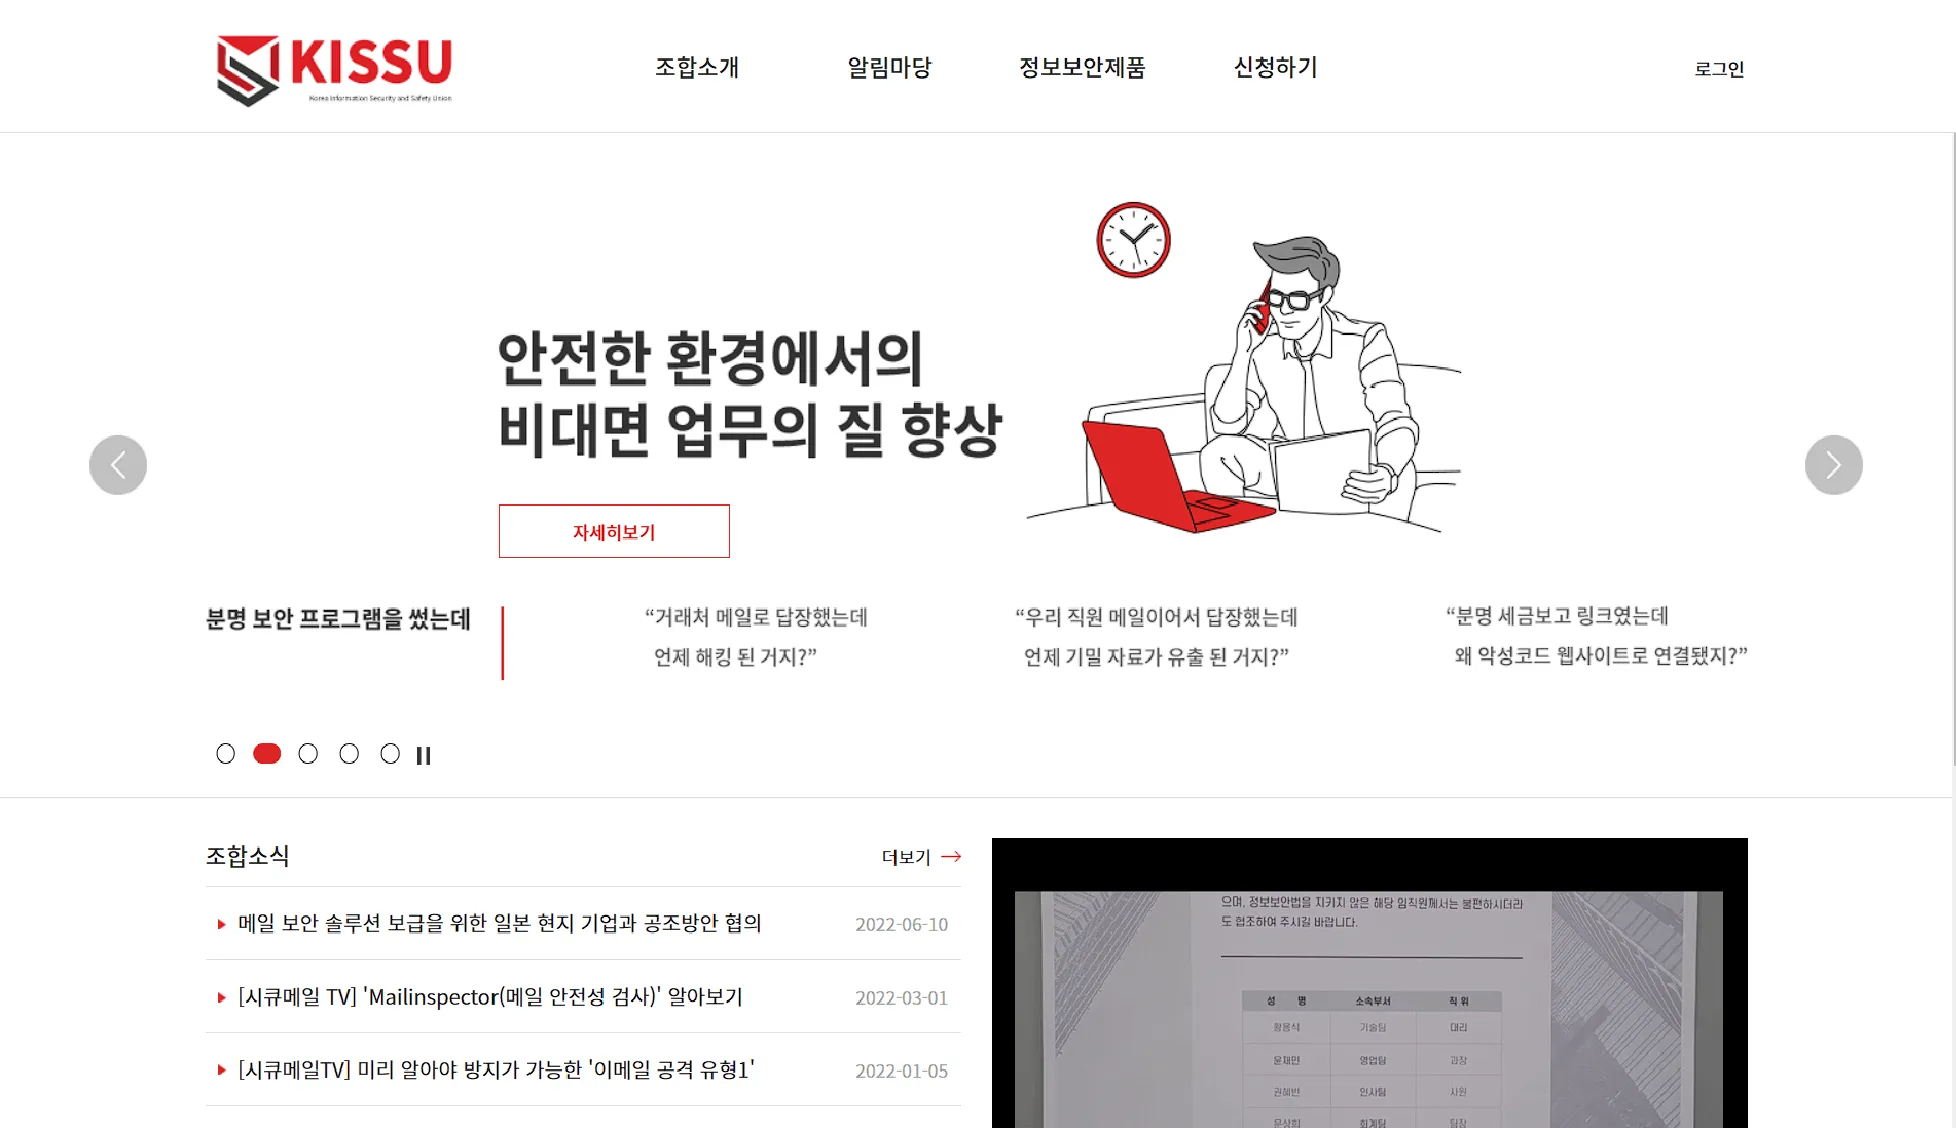 KISSU
Korea Information Security and Safety Union
조합소개
알림마당
정보보안제품
신청하기
로그인
안전한 환경에서의
비대면 업무의 질 향상
자세히보기
분명 보안 프로그램을 썼는데
“거래처 메일로 답장했는데
언제 해킹 된 거지?”
“우리 직원 메일이어서 답장했는데
언제 기밀 자료가 유출 된 거지?”
“분명 세금보고 링크였는데
왜 악성코드 웹사이트로 연결됐지?”
조합소식
더보기
메일 보안 솔루션 보급을 위한 일본 현지 기업과 공조방안 협의
2022-06-10
[시큐메일 TV] 'Mailinspector(메일 안전성 검사)' 알아보기
2022-03-01
[시큐메일TV] 미리 알아야 방지가 가능한 '이메일 공격 유형1'
2022-01-05
으며, 정보보안법을 지키지 않은 해당 임직원께서는 불편하시더라
도 협조하여 주시길 바랍니다.
성 명 소속부서 직 위
기술팀 대리
영업팀 과장
인사팀 사원
회계팀 팀장